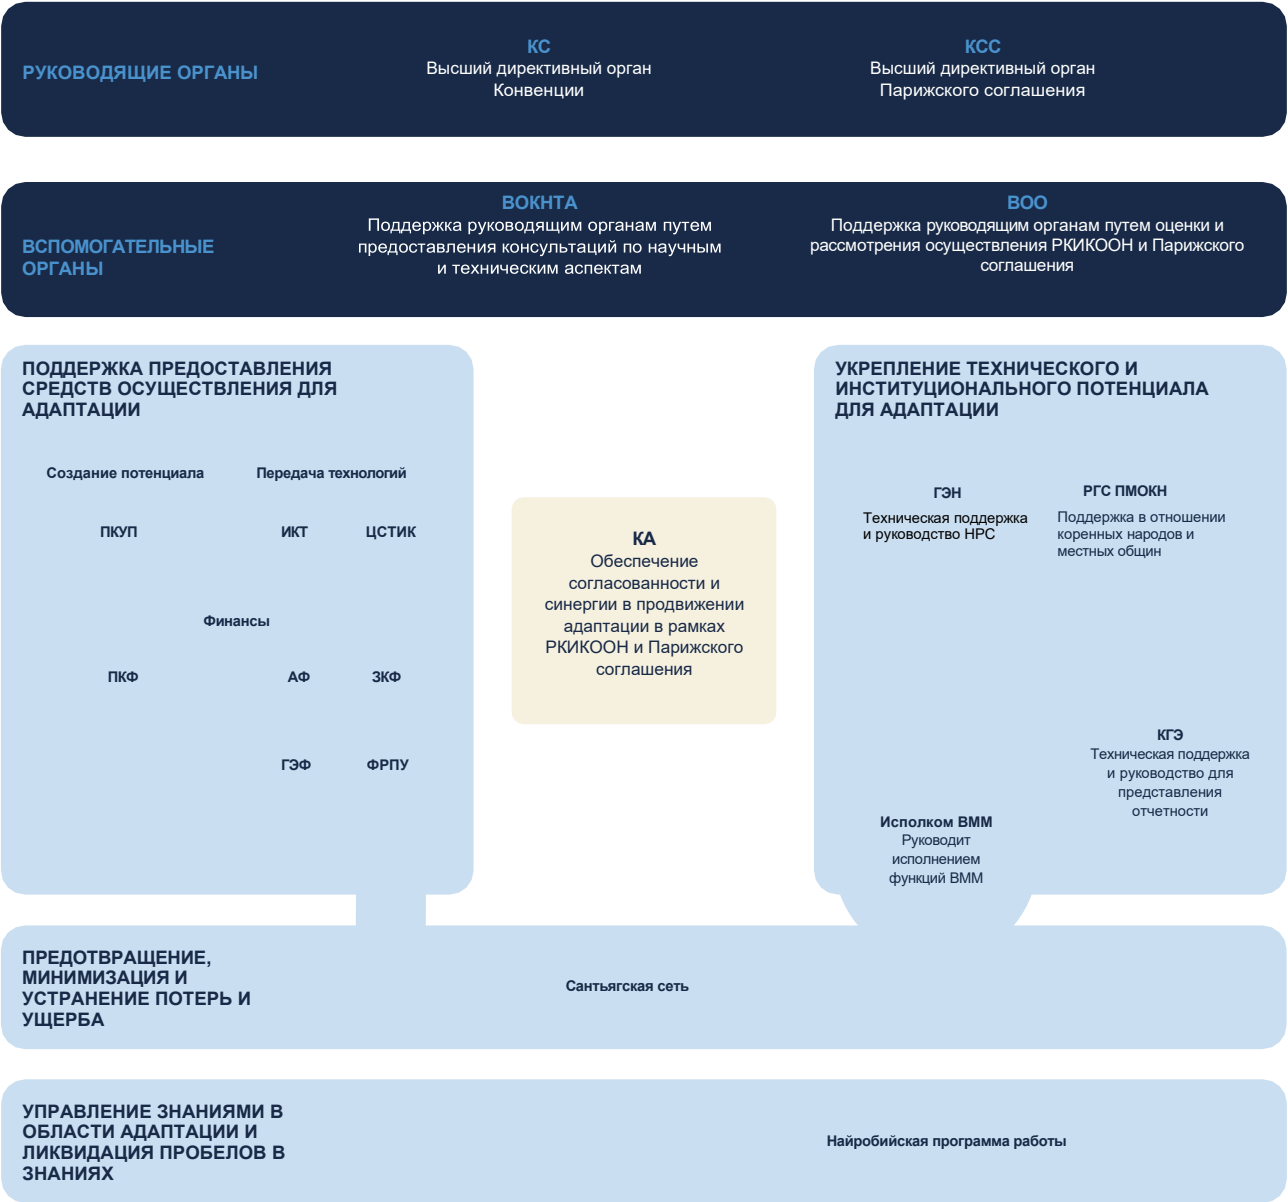 РУКОВОДЯЩИЕ ОРГАНЫ
КС
Высший директивный орган
Конвенции
КСС
Высший директивный орган
Парижского соглашения
ВСПОМОГАТЕЛЬНЫЕ
ОРГАНЫ
ВОКНТА
Поддержка руководящим органам путем
предоставления консультаций по научным
и техническим аспектам
ВОО
Поддержка руководящим органам путем оценки и
рассмотрения осуществления РКИКООН и Парижского
соглашения
ПОДДЕРЖКА ПРЕДОСТАВЛЕНИЯ
СРЕДСТВ ОСУЩЕСТВЛЕНИЯ ДЛЯ
АДАПТАЦИИ
Создание потенциала
Передача технологий
ПКУП
ИКТ
ЦСТИК
Финансы
ПКФ
АФ
ЗКФ
ГЭФ
ФРПУ
КА
Обеспечение
согласованности и
синергии в продвижении
адаптации в рамках
РКИКООН и Парижского
соглашения
УКРЕПЛЕНИЕ ТЕХНИЧЕСКОГО И
ИНСТИТУЦИОНАЛЬНОГО ПОТЕНЦИАЛА
ДЛЯ АДАПТАЦИИ
ГЭН
Техническая поддержка
и руководство НРС
РГС ПМОКН
Поддержка в отношении
коренных народов и
местных общин
КГЭ
Техническая поддержка
и руководство для
представления
отчетности
Исполком ВММ
Руководит
исполнением
функций ВММ
ПРЕДОТВРАЩЕНИЕ,
МИНИМИЗАЦИЯ И
УСТРАНЕНИЕ ПОТЕРЬ И
УЩЕРБА
Сантьягская сеть
УПРАВЛЕНИЕ ЗНАНИЯМИ В
ОБЛАСТИ АДАПТАЦИИ И
ЛИКВИДАЦИЯ ПРОБЕЛОВ В
ЗНАНИЯХ
Найробийская программа работы